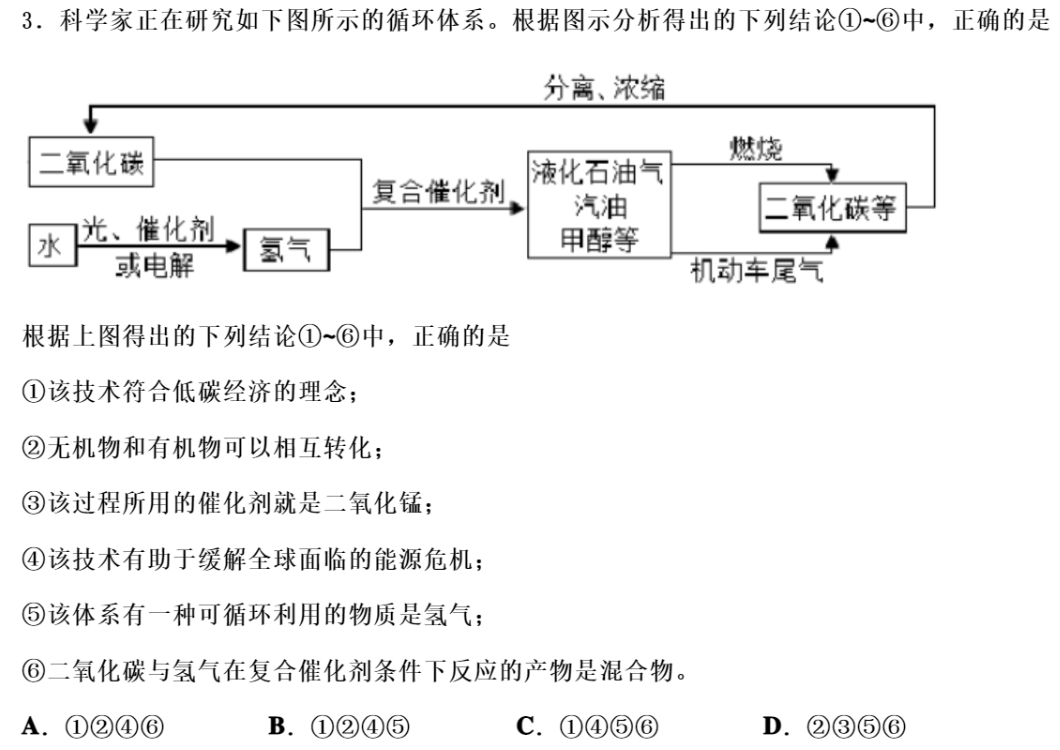 3．科学家正在研究如下图所示的循环体系。根据图示分析得出的下列结论①~⑥中，正确的是
分离、浓缩
二氧化碳
复合催化剂
液化石油气
汽油
甲醇等
燃烧
二氧化碳等
水
光、催化剂
或电解
氢气
机动车尾气
根据上图得出的下列结论①~⑥中，正确的是
①该技术符合低碳经济的理念；
②无机物和有机物可以相互转化；
③该过程所用的催化剂就是二氧化锰；
④该技术有助于缓解全球面临的能源危机；
⑤该体系有一种可循环利用的物质是氢气；
⑥二氧化碳与氢气在复合催化剂条件下反应的产物是混合物。
A．①②④⑥ B．①②④⑤ C．①④⑤⑥ D．②③⑤⑥